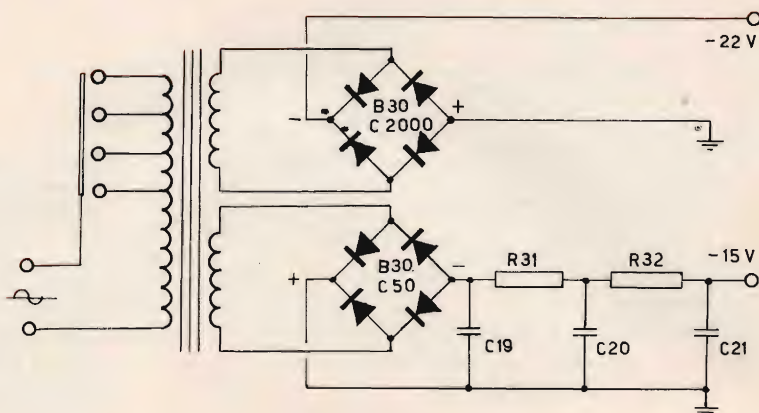 -22 V
B30
C 2000
- +
B30.
C 50
+ -
R31 R32 -15 V
C19 C20 C21